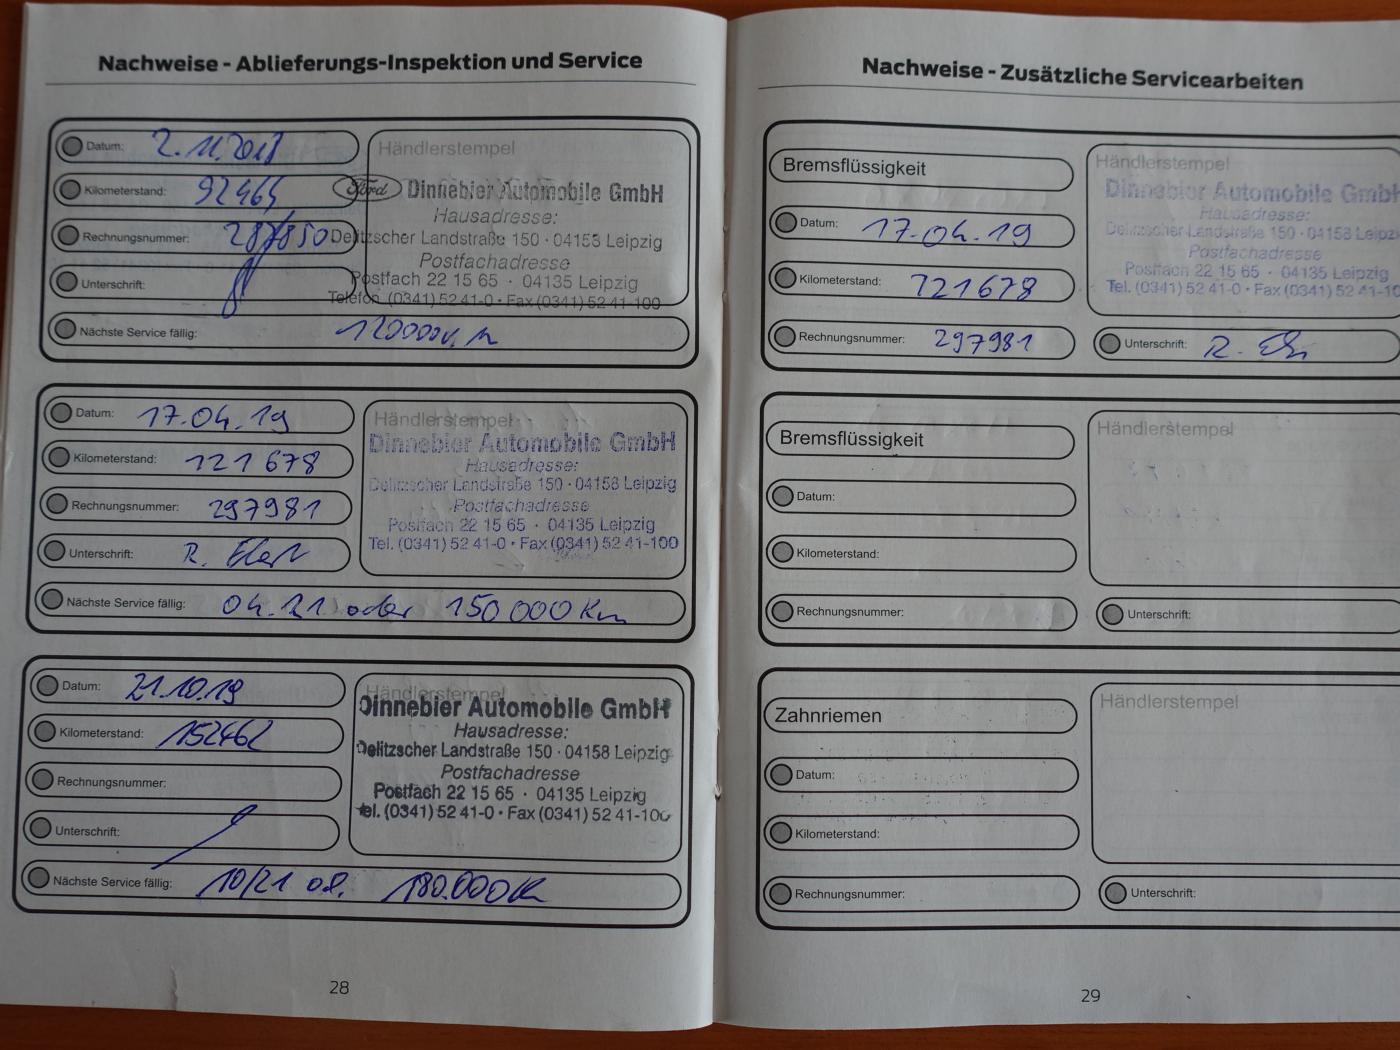 Nachweise - Ablieferungs-Inspektion und Service
Datum: 2.11.2018
Händlerstempel
Kilometerstand: 92465
Ford Dinnebier Automobile GmbH
Hausadresse:
Rechnungsnummer: 287850
Delitzscher Landstraße 150 · 04158 Leipzig
Postfachadresse
Unterschrift:
Postfach 22 15 65 · 04135 Leipzig
Telefon (0341) 52 41-0 · Fax (0341) 52 41-100
Nächste Service fällig: 120000
Datum: 17.04.19
Händlerstempel
Dinnebier Automobile GmbH
Kilometerstand: 121 678
Hausadresse:
Delitzscher Landstraße 150 · 04158 Leipzig
Rechnungsnummer: 297981
Postfachadresse
Postfach 22 15 65 · 04135 Leipzig
Unterschrift: R.
Tel. (0341) 52 41-0 · Fax (0341) 52 41-100
Nächste Service fällig: 04.21 oder 150 000 Km
Datum: 21.10.19
Händlerstempel
Dinnebier Automobile GmbH
Kilometerstand: 152462
Hausadresse:
Delitzscher Landstraße 150 · 04158 Leipzig
Postfachadresse
Rechnungsnummer:
Postfach 22 15 65 · 04135 Leipzig
Tel. (0341) 52 41-0 · Fax (0341) 52 41-100
Unterschrift:
Nächste Service fällig: 10/21 od. 180.000
28
Nachweise - Zusätzliche Servicearbeiten
Bremsflüssigkeit
Händlerstempel
Dinnebier Automobile GmbH
Hausadresse:
Datum: 17.04.19
Delitzscher Landstraße 150 · 04158 Leipzig
Postfachadresse
Kilometerstand: 121678
Postfach 22 15 65 · 04135 Leipzig
Tel. (0341) 52 41-0 · Fax (0341) 52 41-10
Rechnungsnummer: 297981
Unterschrift: R.
Bremsflüssigkeit
Händlerstempel
Datum:
Kilometerstand:
Rechnungsnummer:
Unterschrift:
Zahnriemen
Händlerstempel
Datum:
Kilometerstand:
Rechnungsnummer:
Unterschrift:
29